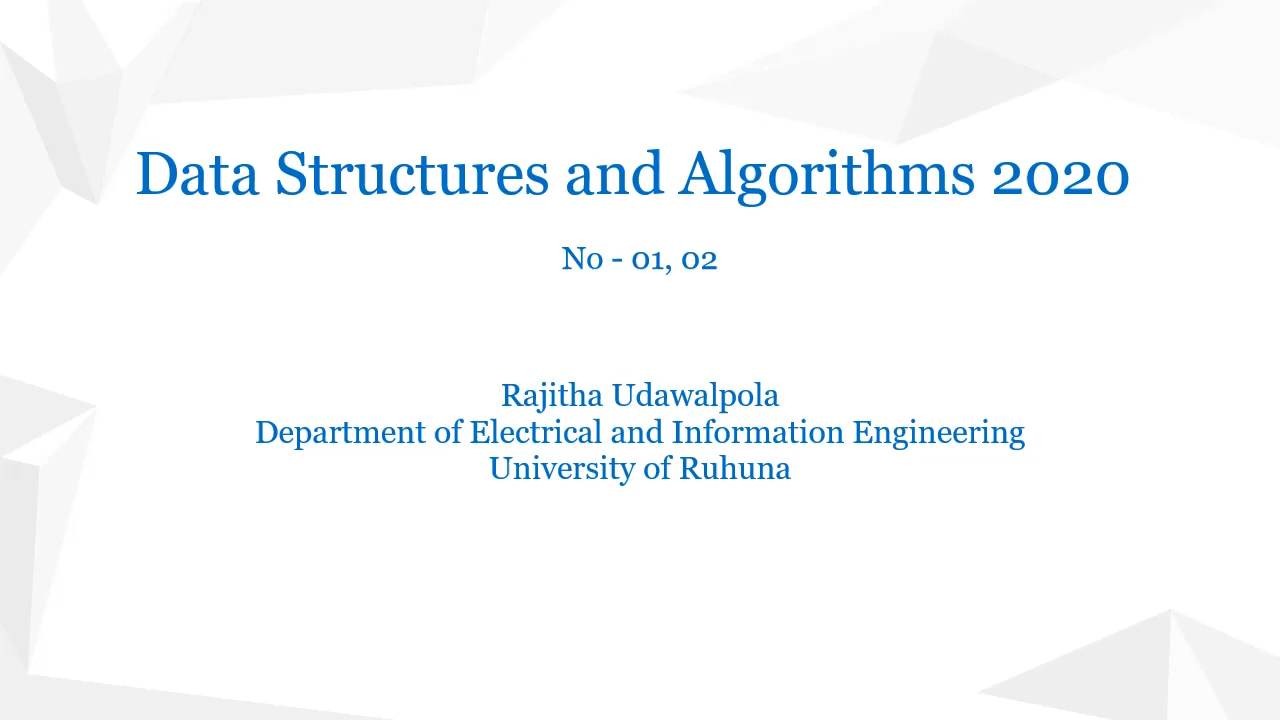 Data Structures and Algorithms 2020
No - 01, 02
Rajitha Udawalpola
Department of Electrical and Information Engineering
University of Ruhuna